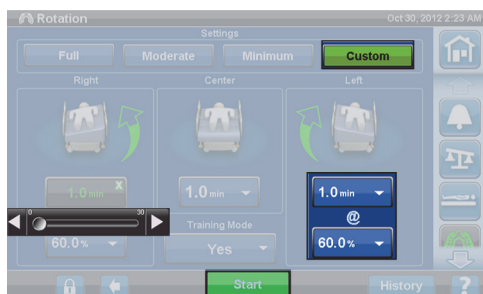 Rotation Oct 30, 2012 2:23 AM
Settings
Full Moderate Minimum Custom
Right Center Left
1.0 min X 1.0 min 1.0 min
0 30
@
Training Mode
60.0% Yes 60.0%
Start History ?